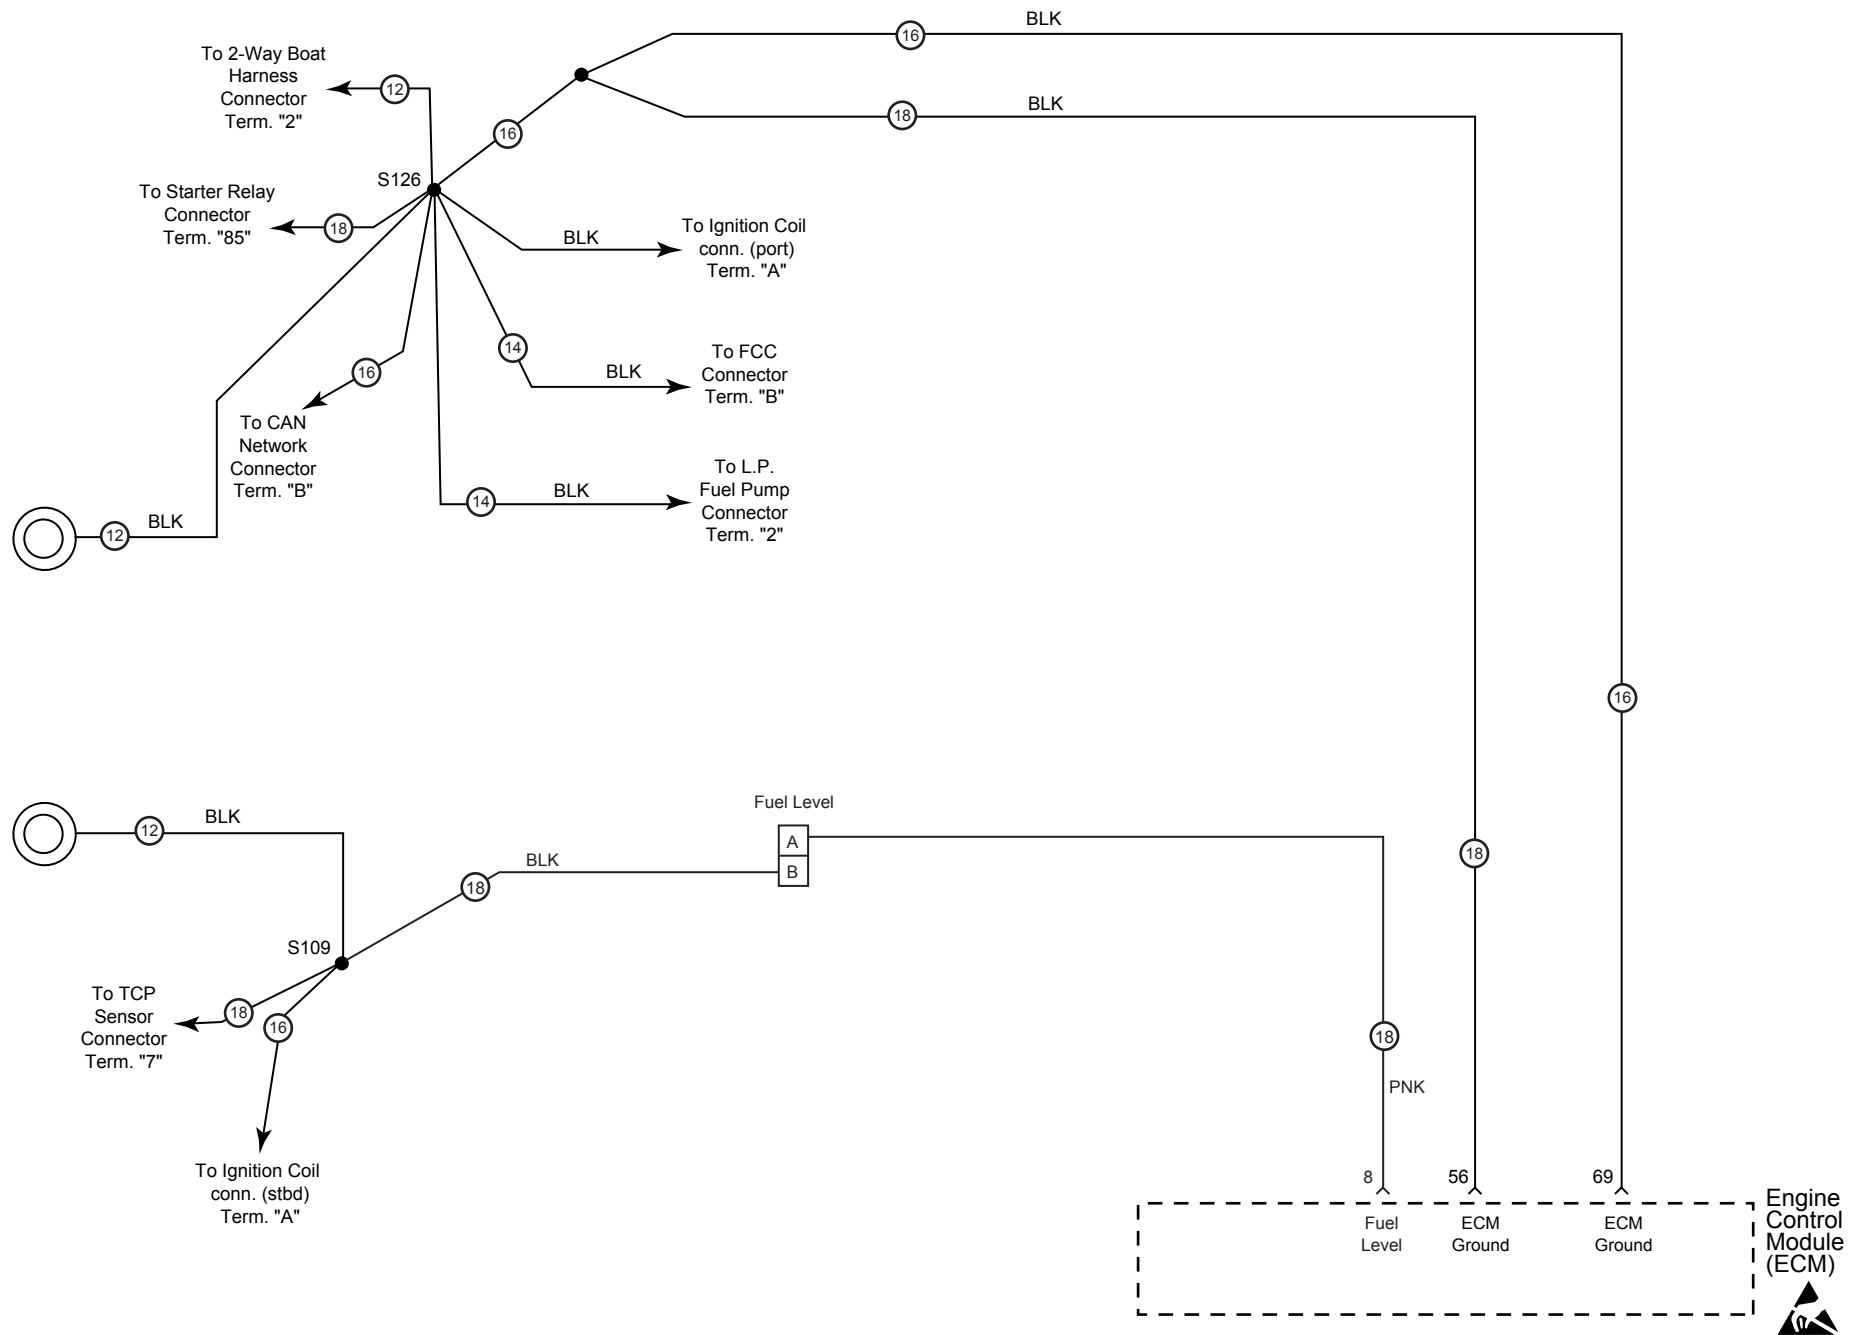 BLK
16
BLK
18
To 2-Way Boat
Harness
Connector
Term. "2"
12
16
S126
To Starter Relay
Connector
Term. "85"
18
BLK
To Ignition Coil
conn. (port)
Term. "A"
14
BLK
To FCC
Connector
Term. "B"
16
To CAN
Network
Connector
Term. "B"
14
BLK
To L.P.
Fuel Pump
Connector
Term. "2"
12
BLK
16
18
12
BLK
Fuel Level
A
B
BLK
18
S109
To TCP
Sensor
Connector
Term. "7"
18
16
To Ignition Coil
conn. (stbd)
Term. "A"
18
PNK
8
56
69
Fuel
Level
ECM
Ground
ECM
Ground
Engine
Control
Module
(ECM)